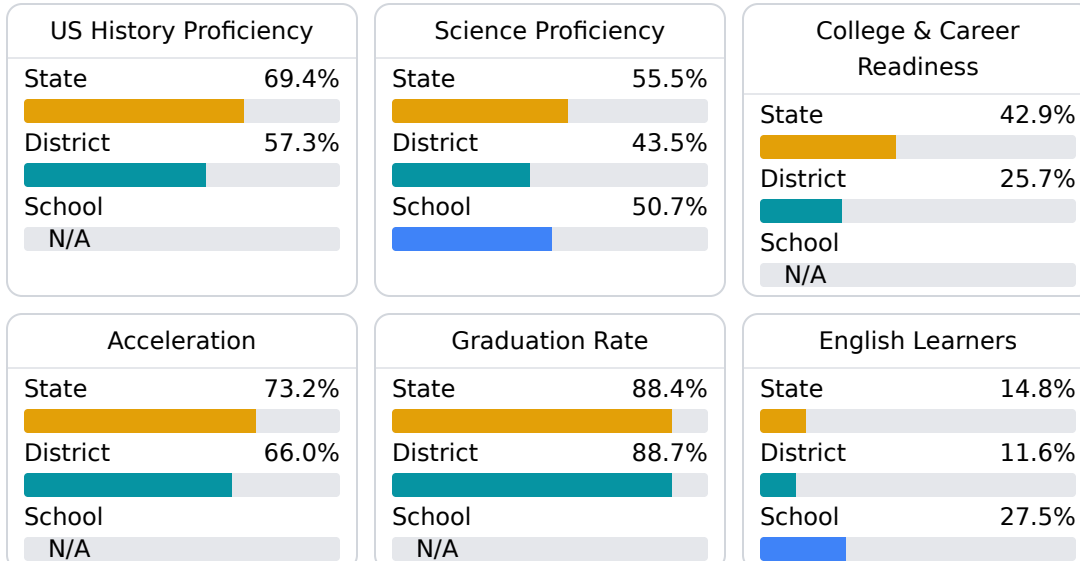 US History Proficiency
State 69.4%
District 57.3%
School
N/A
Science Proficiency
State 55.5%
District 43.5%
School 50.7%
College & Career
Readiness
State 42.9%
District 25.7%
School
N/A
Acceleration
State 73.2%
District 66.0%
School
N/A
Graduation Rate
State 88.4%
District 88.7%
School
N/A
English Learners
State 14.8%
District 11.6%
School 27.5%